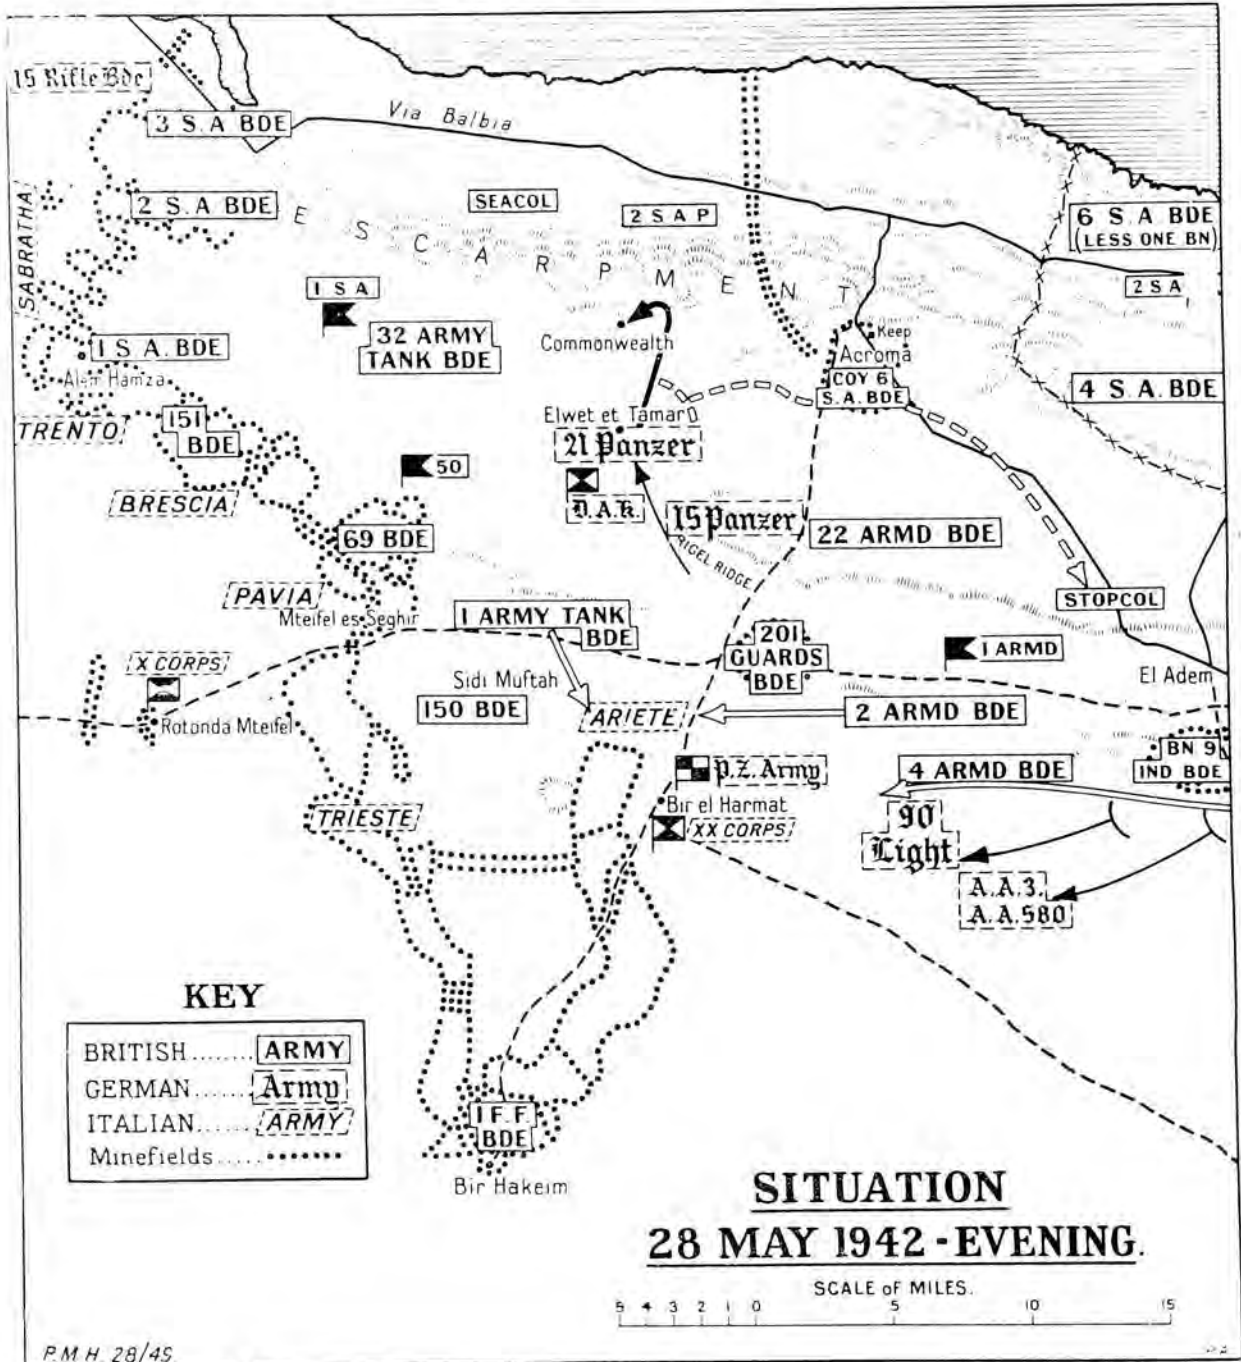 15 Rifle Bde
3 S.A BDE
Via Balbia
SABRATHA
2 S.A BDE
SEACOL
2 S A P
6 S.A. BDE
(LESS ONE BN)
ESCARPMENT
2 S A
1 S A
32 ARMY
TANK BDE
Commonwealth
Keep
Acroma
1 S A. BDE
Alem Hamza
COY 6
S.A. BDE
4 S.A. BDE
TRENTO
151
BDE
Elwet et Tamar
21 Panzer
50
D.A.K.
BRESCIA
15 Panzer
22 ARMD BDE
69 BDE
RIGEL RIDGE
PAVIA
Mteifel es Seghir
1 ARMY TANK
BDE
STOPCOL
201
GUARDS
BDE
1 ARMD
X CORPS
Sidi Muftah
El Adem
150 BDE
ARIETE
2 ARMD BDE
Rotonda Mteifel
BN 9
IND BDE
P.Z. Army
4 ARMD BDE
Bir el Harmat
XX CORPS
TRIESTE
90
Light
A.A.3.
A.A.580
KEY
BRITISH........ARMY
GERMAN......Army
ITALIAN......ARMY
Minefields.....
1 F.F.
BDE
Bir Hakeim
SITUATION
28 MAY 1942 - EVENING.
SCALE of MILES.
5 4 3 2 1 0 5 10 15
P.M.H. 28/49